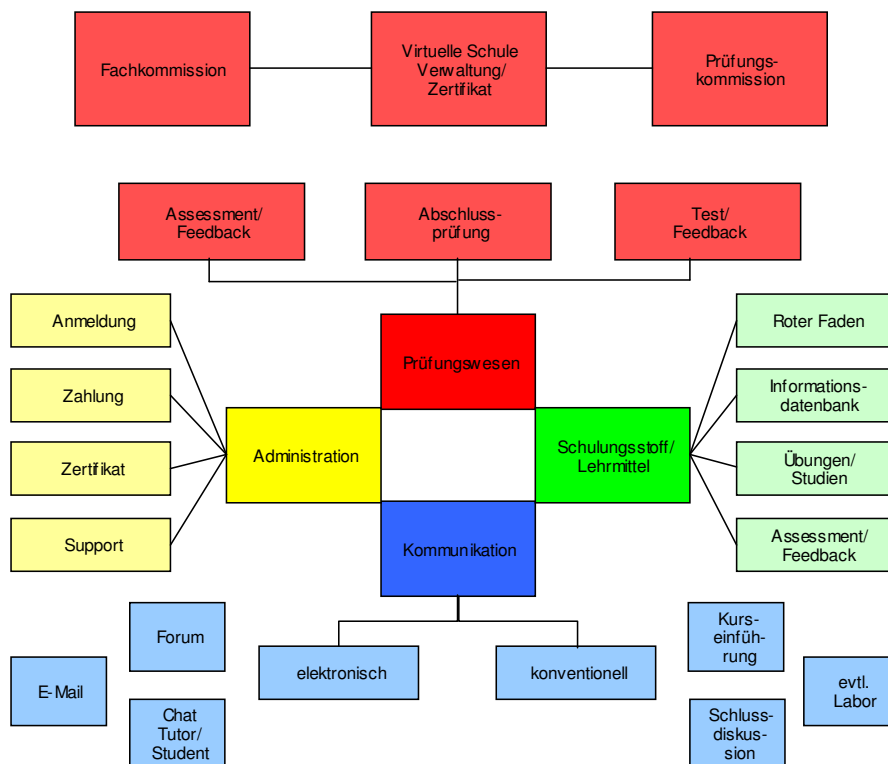 Fachkommission
Virtuelle Schule
Verwaltung/
Zertifikat
Prüfungs-
kommission
Assessment/
Feedback
Abschluss-
prüfung
Test/
Feedback
Anmeldung
Zahlung
Zertifikat
Support
Prüfungswesen
Administration
Schulungsstoff/
Lehrmittel
Kommunikation
Roter Faden
Informations-
datenbank
Übungen/
Studien
Assessment/
Feedback
E-Mail
Forum
Chat
Tutor/
Student
elektronisch
konventionell
Kurs-
einfüh-
rung
Schluss-
diskus-
sion
evtl.
Labor